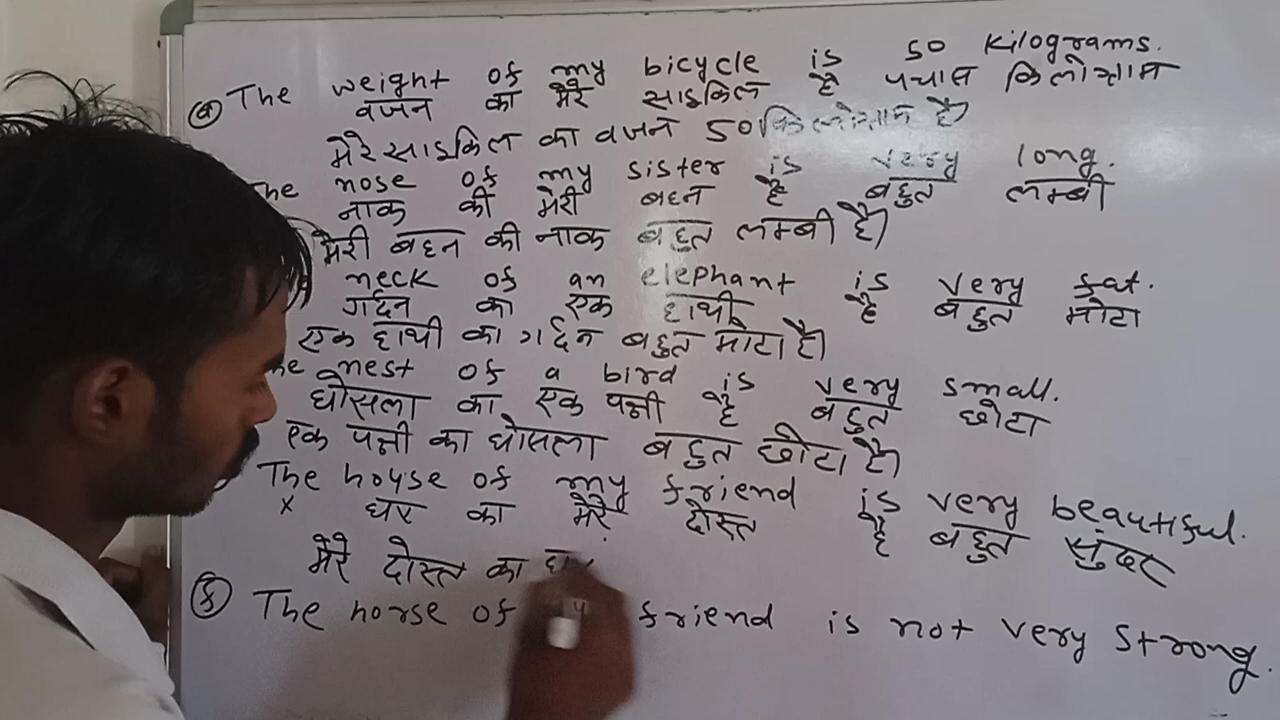 (a) The weight of my bicycle is 50 kilograms.
वजन का मेरे साइकिल है पचास किलोग्राम
मेरे साइकिल का वजन 50 किलोग्राम है।
The nose of my sister is very long.
नाक की मेरी बहन है बहुत लम्बी
मेरी बहन की नाक बहुत लम्बी है।
neck of an elephant is very fat.
गर्दन का एक हाथी है बहुत मोटा
एक हाथी का गर्दन बहुत मोटा है।
he nest of a bird is very small.
घोसला का एक पक्षी है बहुत छोटा
एक पक्षी का घोसला बहुत छोटा है।
The house of my friend is very beautiful.
x घर का मेरे दोस्त है बहुत सुंदर
मेरे दोस्त का घ
(f) The horse of friend is not very strong.